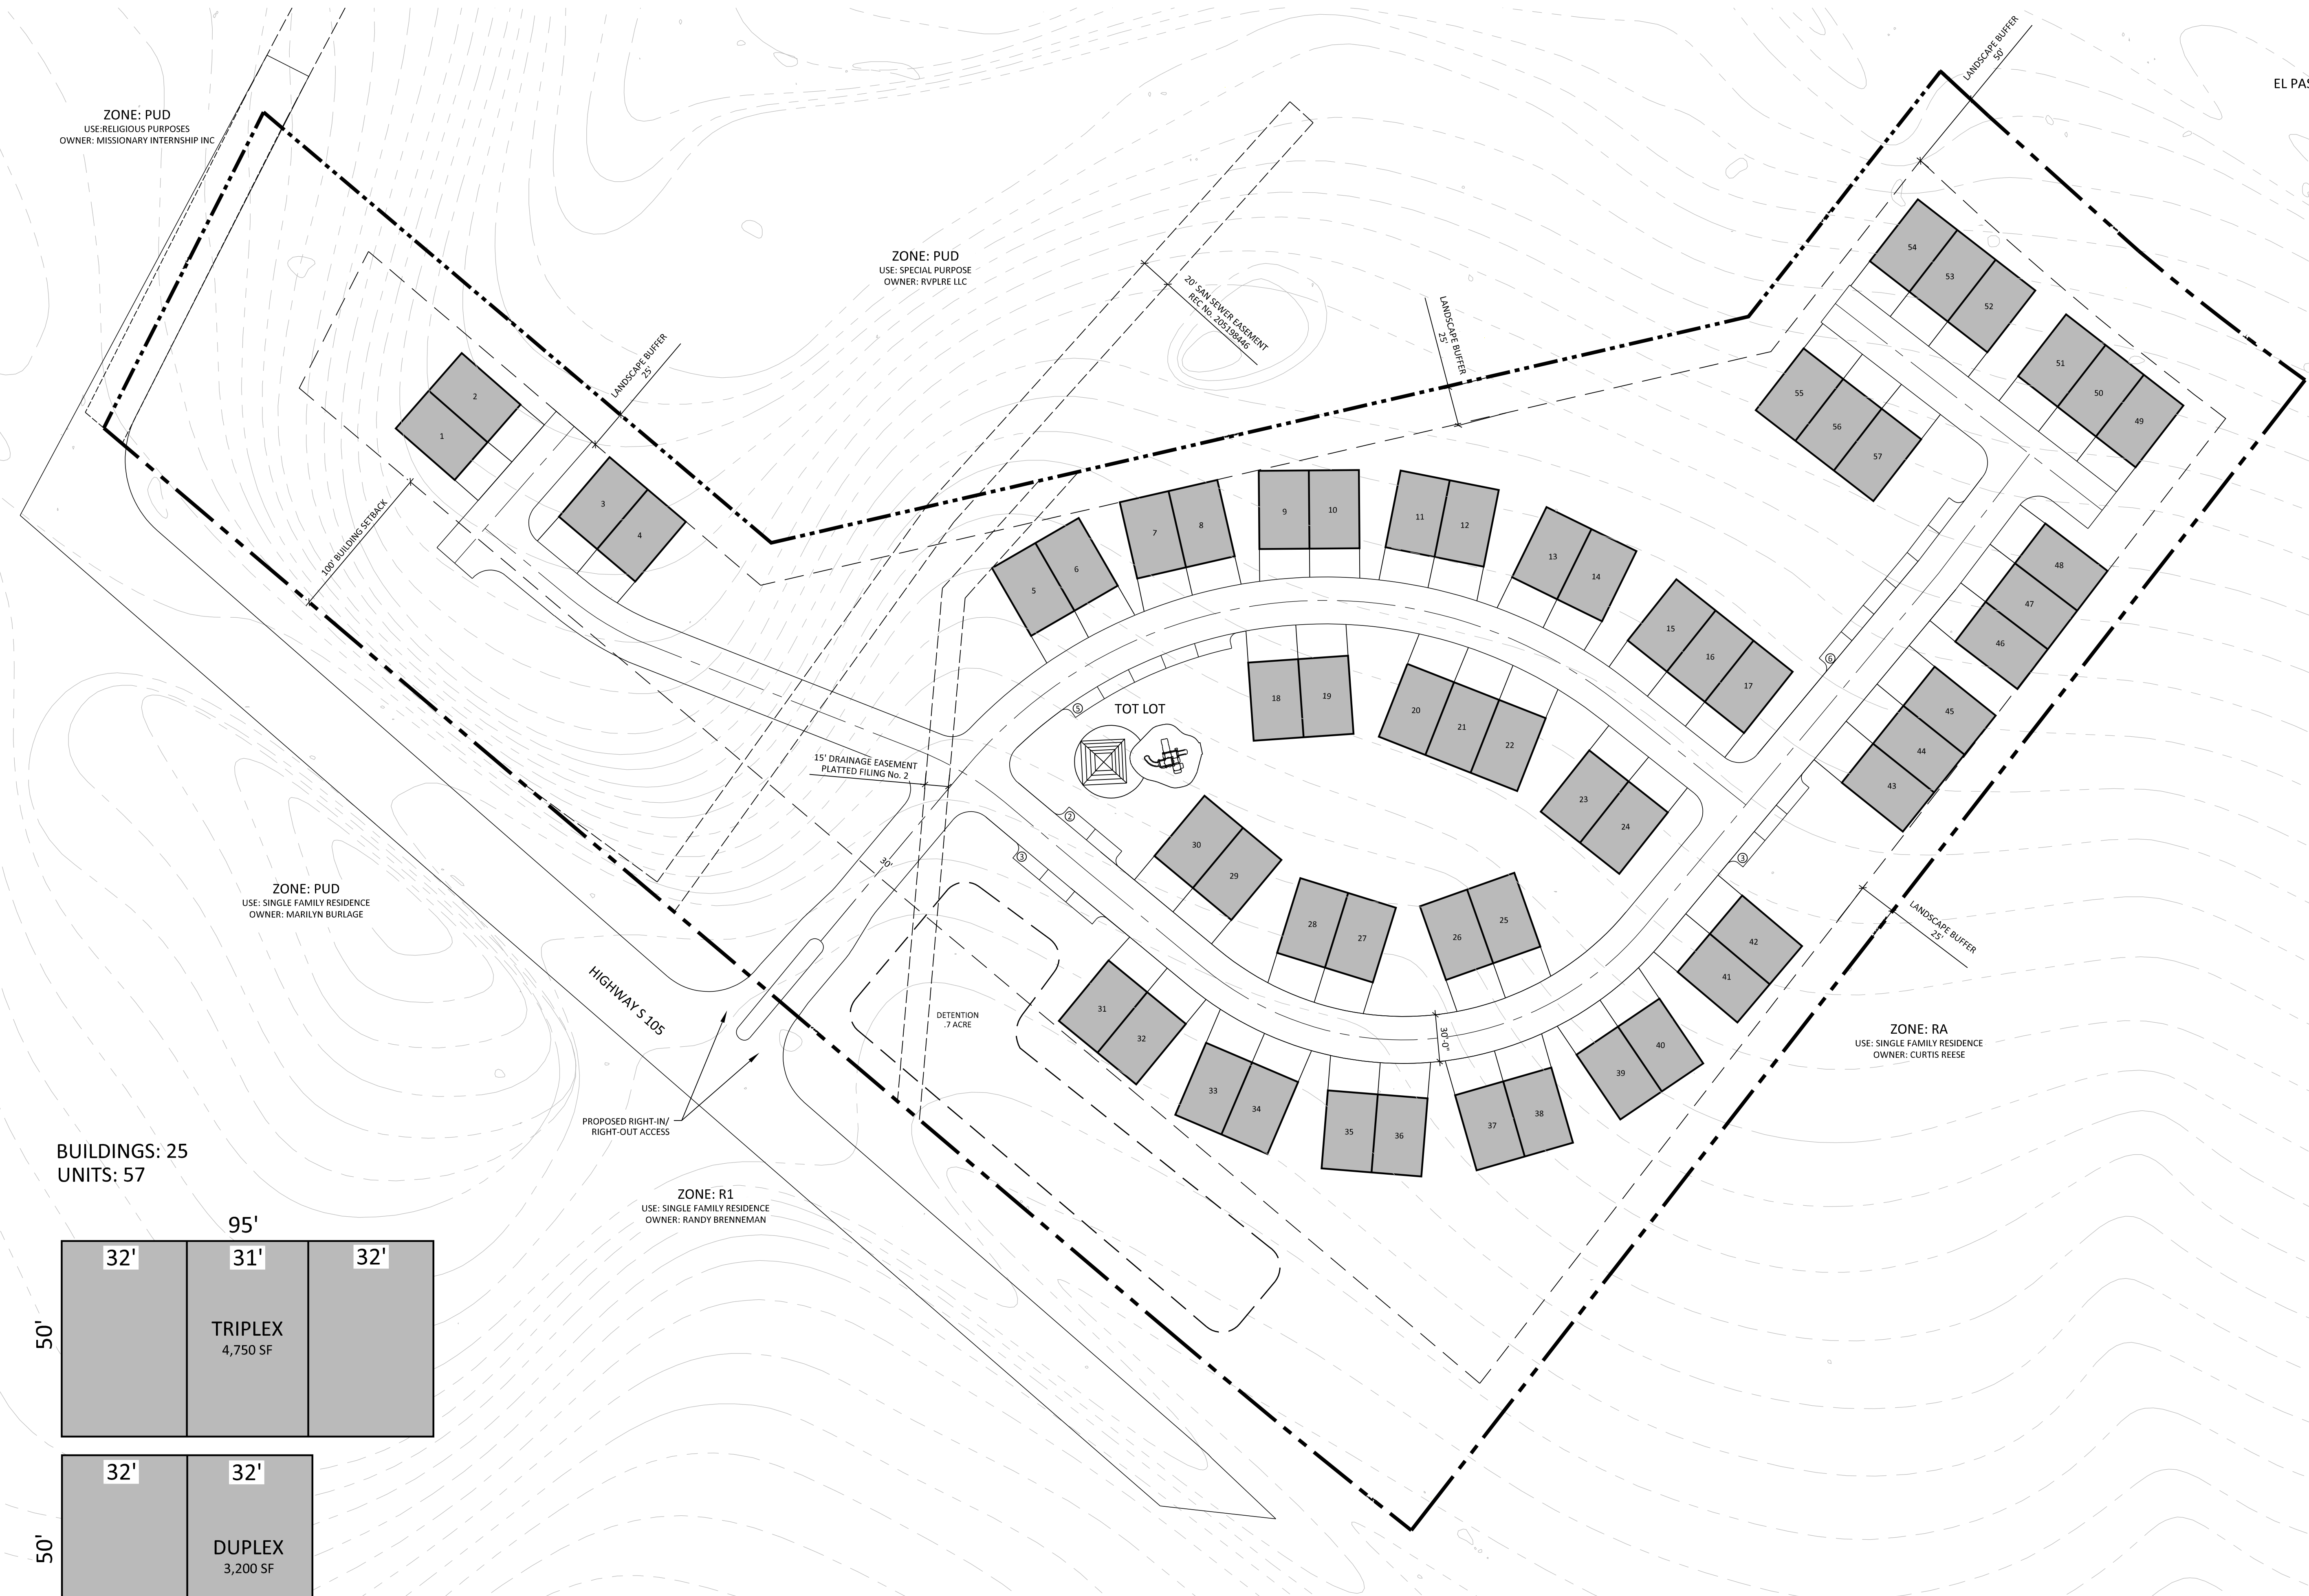 LANDSCAPE BUFFER
50'
EL PAS
ZONE: PUD
USE:RELIGIOUS PURPOSES
OWNER: MISSIONARY INTERNSHIP INC
ZONE: PUD
USE: SPECIAL PURPOSE
OWNER: RVPLRE LLC
20' SAN SEWER EASEMENT
REC No. 205198446
LANDSCAPE BUFFER
25'
LANDSCAPE BUFFER
25'
54
53
52
51
50
49
55
56
57
2
1
3
4
100' BUILDING SETBACK
5
6
7
8
9
10
11
12
13
14
15
16
17
48
47
46
45
44
43
6
18
19
20
21
22
23
24
5
TOT LOT
15' DRAINAGE EASEMENT
PLATTED FILING No. 2
2
3
30'
30
29
28
27
26
25
3
42
41
40
39
LANDSCAPE BUFFER
25'
ZONE: PUD
USE: SINGLE FAMILY RESIDENCE
OWNER: MARILYN BURLAGE
HIGHWAY S 105
DETENTION
.7 ACRE
31
32
33
34
35
36
37
38
30'-0"
ZONE: RA
USE: SINGLE FAMILY RESIDENCE
OWNER: CURTIS REESE
PROPOSED RIGHT-IN/
RIGHT-OUT ACCESS
ZONE: R1
USE: SINGLE FAMILY RESIDENCE
OWNER: RANDY BRENNEMAN
BUILDINGS: 25
UNITS: 57
95'
32'
31'
32'
50'
TRIPLEX
4,750 SF
32'
32'
50'
DUPLEX
3,200 SF